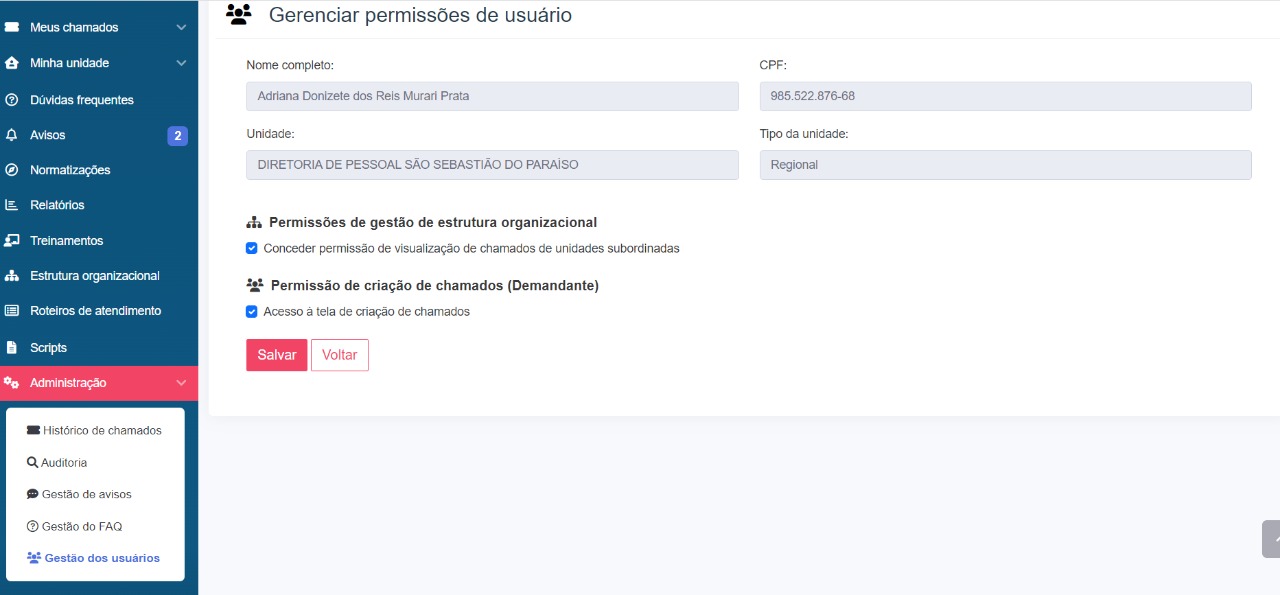 Meus chamados
Minha unidade
Dúvidas frequentes
Avisos
2
Normatizações
Relatórios
Treinamentos
Estrutura organizacional
Roteiros de atendimento
Scripts
Administração
Histórico de chamados
Auditoria
Gestão de avisos
Gestão do FAQ
Gestão dos usuários
Gerenciar permissões de usuário
Nome completo:
Adriana Donizete dos Reis Murari Prata
CPF:
985.522.876-68
Unidade:
DIRETORIA DE PESSOAL SÃO SEBASTIÃO DO PARAÍSO
Tipo da unidade:
Regional
Permissões de gestão de estrutura organizacional
Conceder permissão de visualização de chamados de unidades subordinadas
Permissão de criação de chamados (Demandante)
Acesso à tela de criação de chamados
Salvar
Voltar